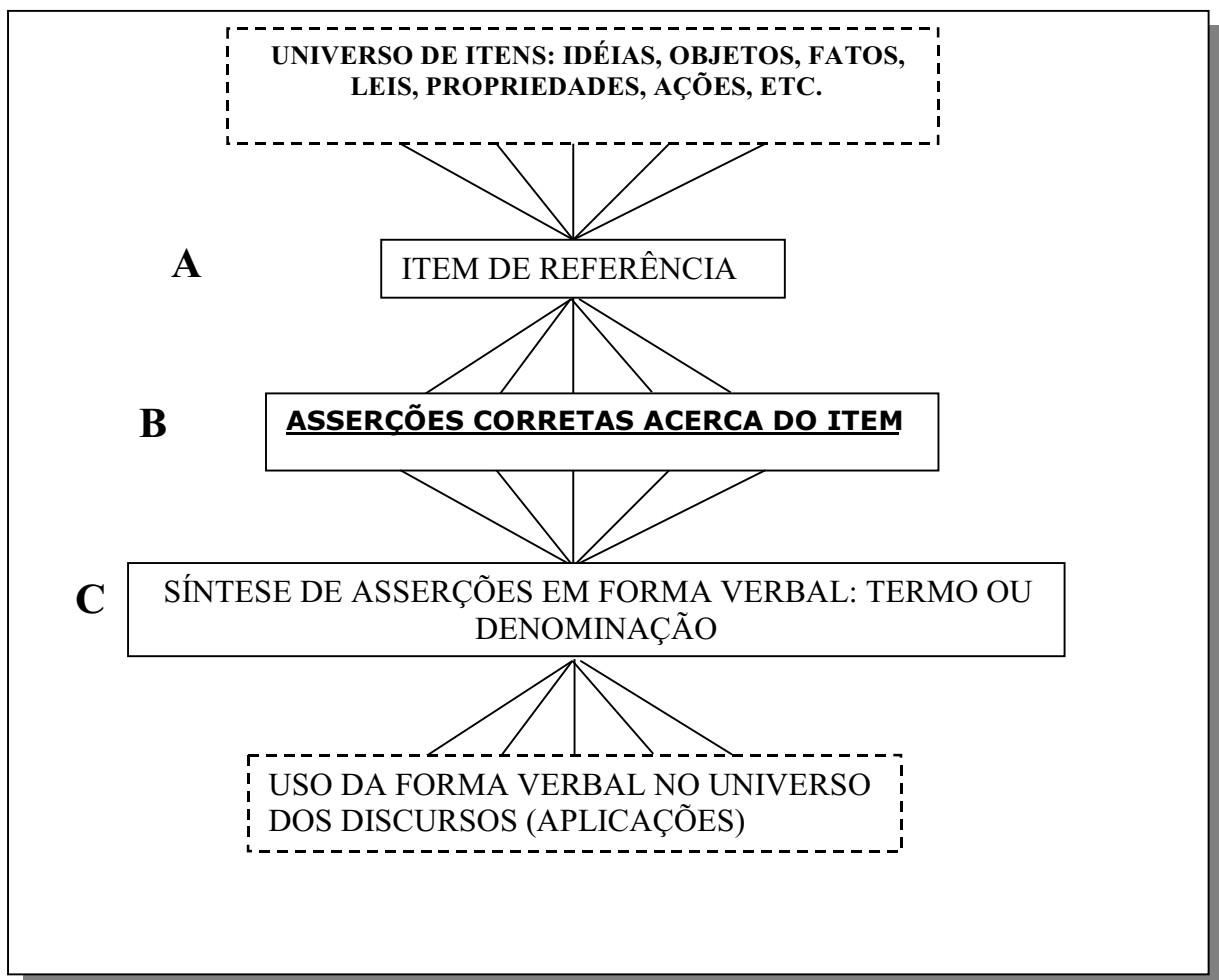 UNIVERSO DE ITENS: IDÉIAS, OBJETOS, FATOS,
LEIS, PROPRIEDADES, AÇÕES, ETC.
A
ITEM DE REFERÊNCIA
B
ASSERÇÕES CORRETAS ACERCA DO ITEM
C
SÍNTESE DE ASSERÇÕES EM FORMA VERBAL: TERMO OU
DENOMINAÇÃO
USO DA FORMA VERBAL NO UNIVERSO
DOS DISCURSOS (APLICAÇÕES)